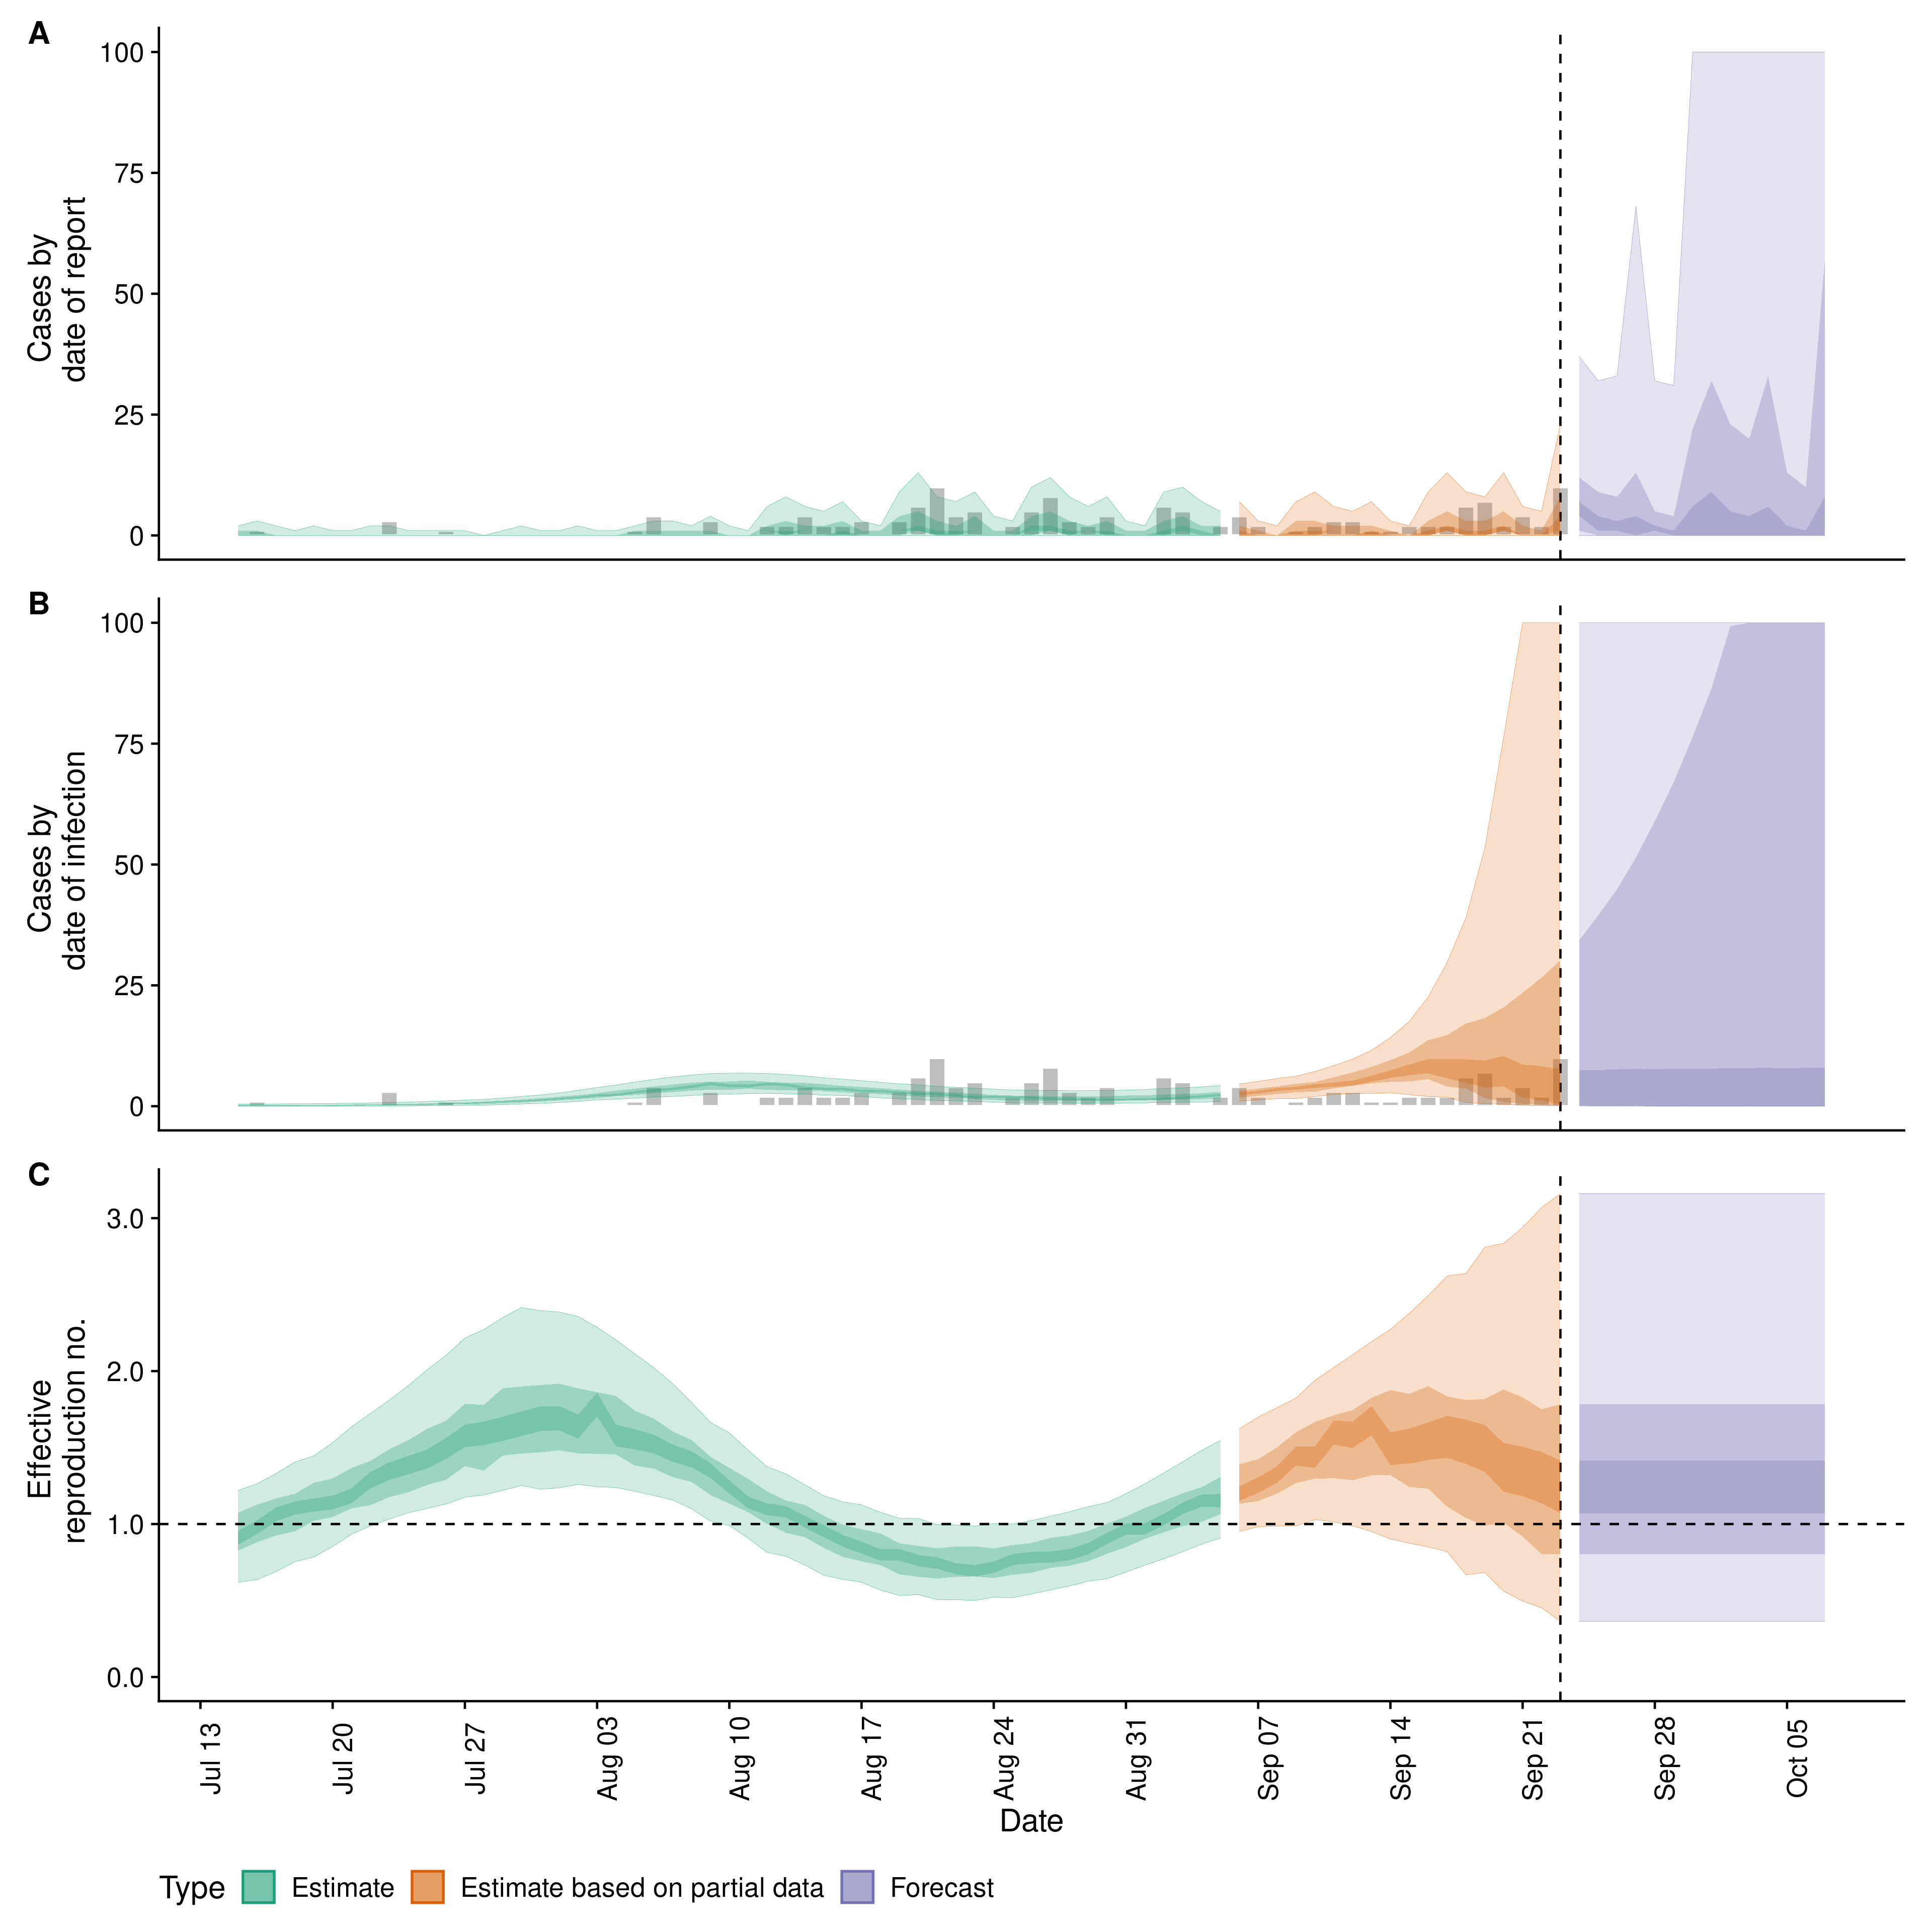 A
100
75
50
25
0
Cases by
date of report
B
100
75
50
25
0
Cases by
date of infection
C
3.0
2.0
1.0
0.0
Effective
reproduction no.
Jul 13
Jul 20
Jul 27
Aug 03
Aug 10
Aug 17
Aug 24
Aug 31
Sep 07
Sep 14
Sep 21
Sep 28
Oct 05
Date
Type Estimate Estimate based on partial data Forecast